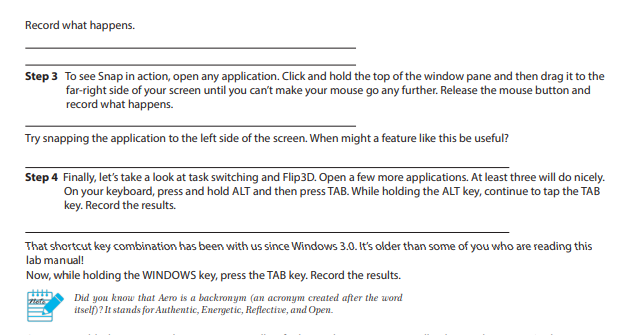 Record what happens.
Step 3 To see Snap in action, open any application. Click and hold the top of the window pane and then drag it to the
far-right side of your screen until you can't make your mouse go any further. Release the mouse button and
record what happens.
Try snapping the application to the left side of the screen. When might a feature like this be useful?
Step 4 Finally, let's take a look at task switching and Flip3D. Open a few more applications. At least three will do nicely.
On your keyboard, press and hold ALT and then press TAB. While holding the ALT key, continue to tap the TAB
key. Record the results.
That shortcut key combination has been with us since Windows 3.0. It's older than some of you who are reading this
lab manual!
Now, while holding the WINDOWS key, press the TAB key. Record the results.
Note
Did you know that Aero is a backronym (an acronym created after the word
itself)? It stands for Authentic, Energetic, Reflective, and Open.